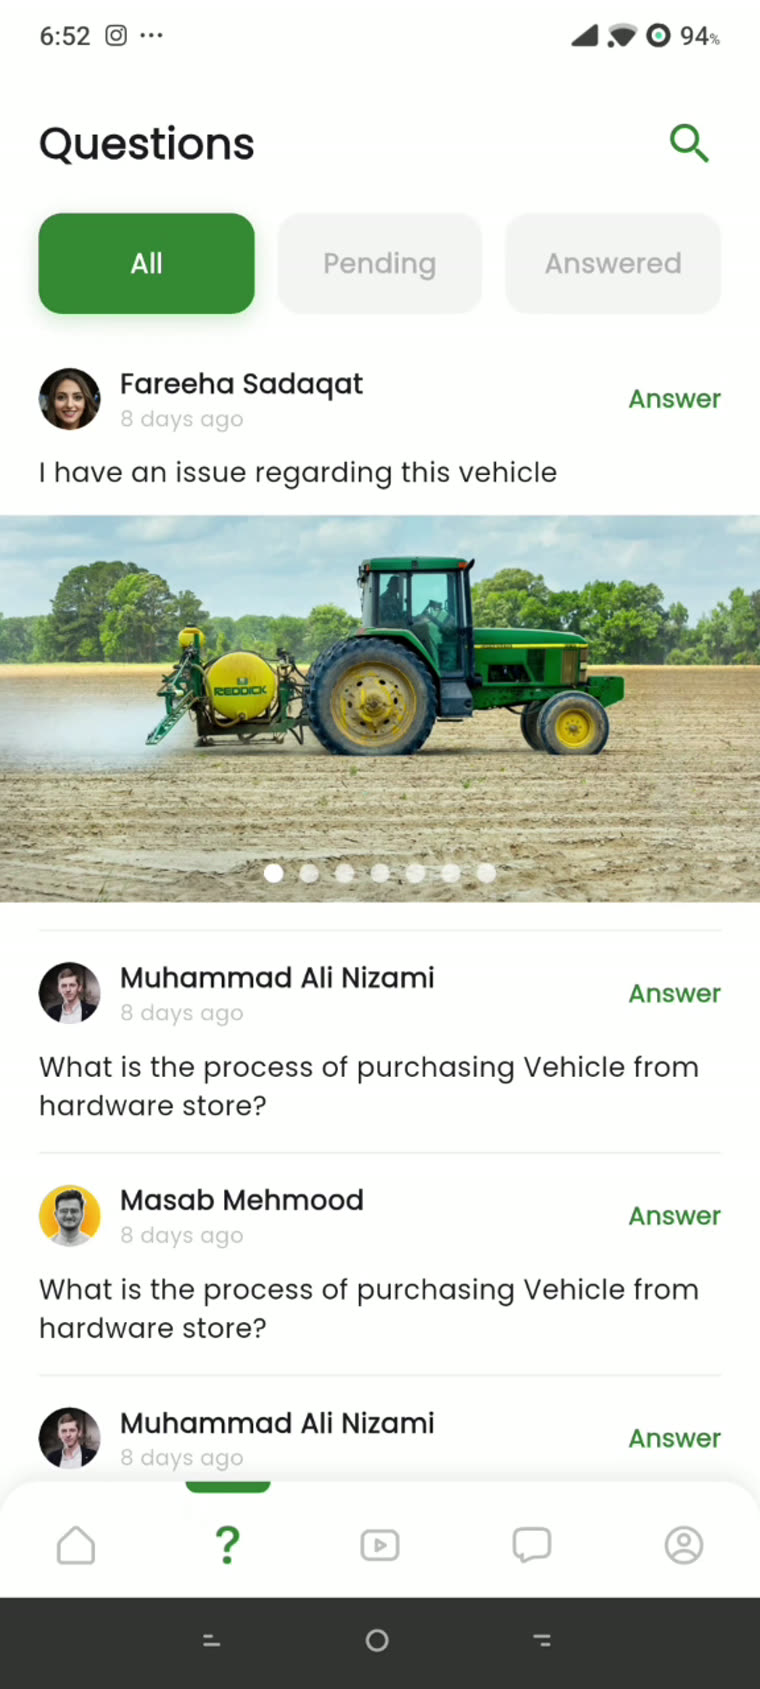 6:52 94%
Questions
All Pending Answered
Fareeha Sadaqat
8 days ago
Answer
I have an issue regarding this vehicle
REDDICK
Muhammad Ali Nizami
8 days ago
Answer
What is the process of purchasing Vehicle from
hardware store?
Masab Mehmood
8 days ago
Answer
What is the process of purchasing Vehicle from
hardware store?
Muhammad Ali Nizami
8 days ago
Answer
?